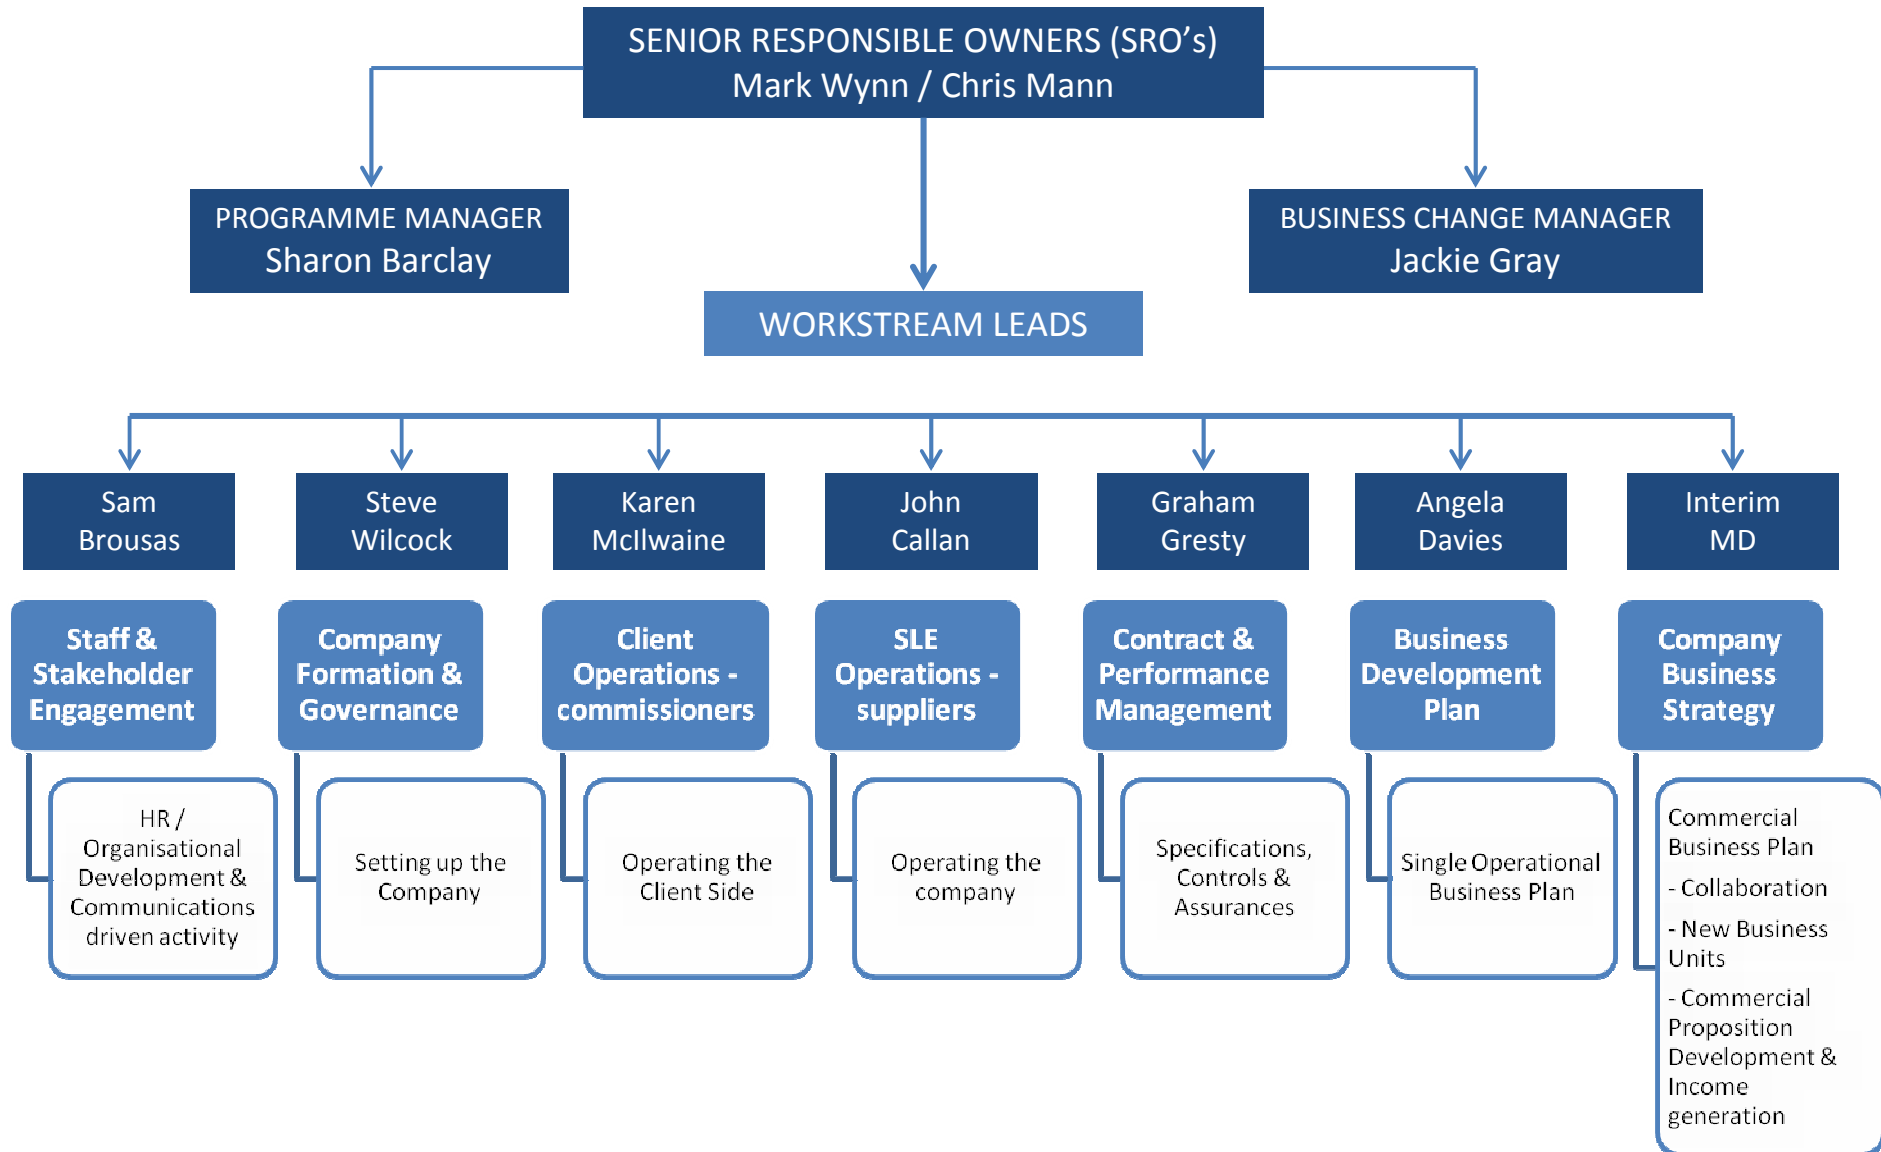 SENIOR RESPONSIBLE OWNERS (SRO's)
Mark Wynn / Chris Mann
PROGRAMME MANAGER
Sharon Barclay
BUSINESS CHANGE MANAGER
Jackie Gray
WORKSTREAM LEADS
Sam
Brousas
Steve
Wilcock
Karen
McIlwaine
John
Callan
Graham
Gresty
Angela
Davies
Interim
MD
Staff &
Stakeholder
Engagement
Company
Formation &
Governance
Client
Operations -
commissioners
SLE
Operations -
suppliers
Contract &
Performance
Management
Business
Development
Plan
Company
Business
Strategy
HR /
Organisational
Development &
Communications
driven activity
Setting up the
Company
Operating the
Client Side
Operating the
company
Specifications,
Controls &
Assurances
Single Operational
Business Plan
Commercial
Business Plan
- Collaboration
- New Business
Units
- Commercial
Proposition
Development &
Income
generation